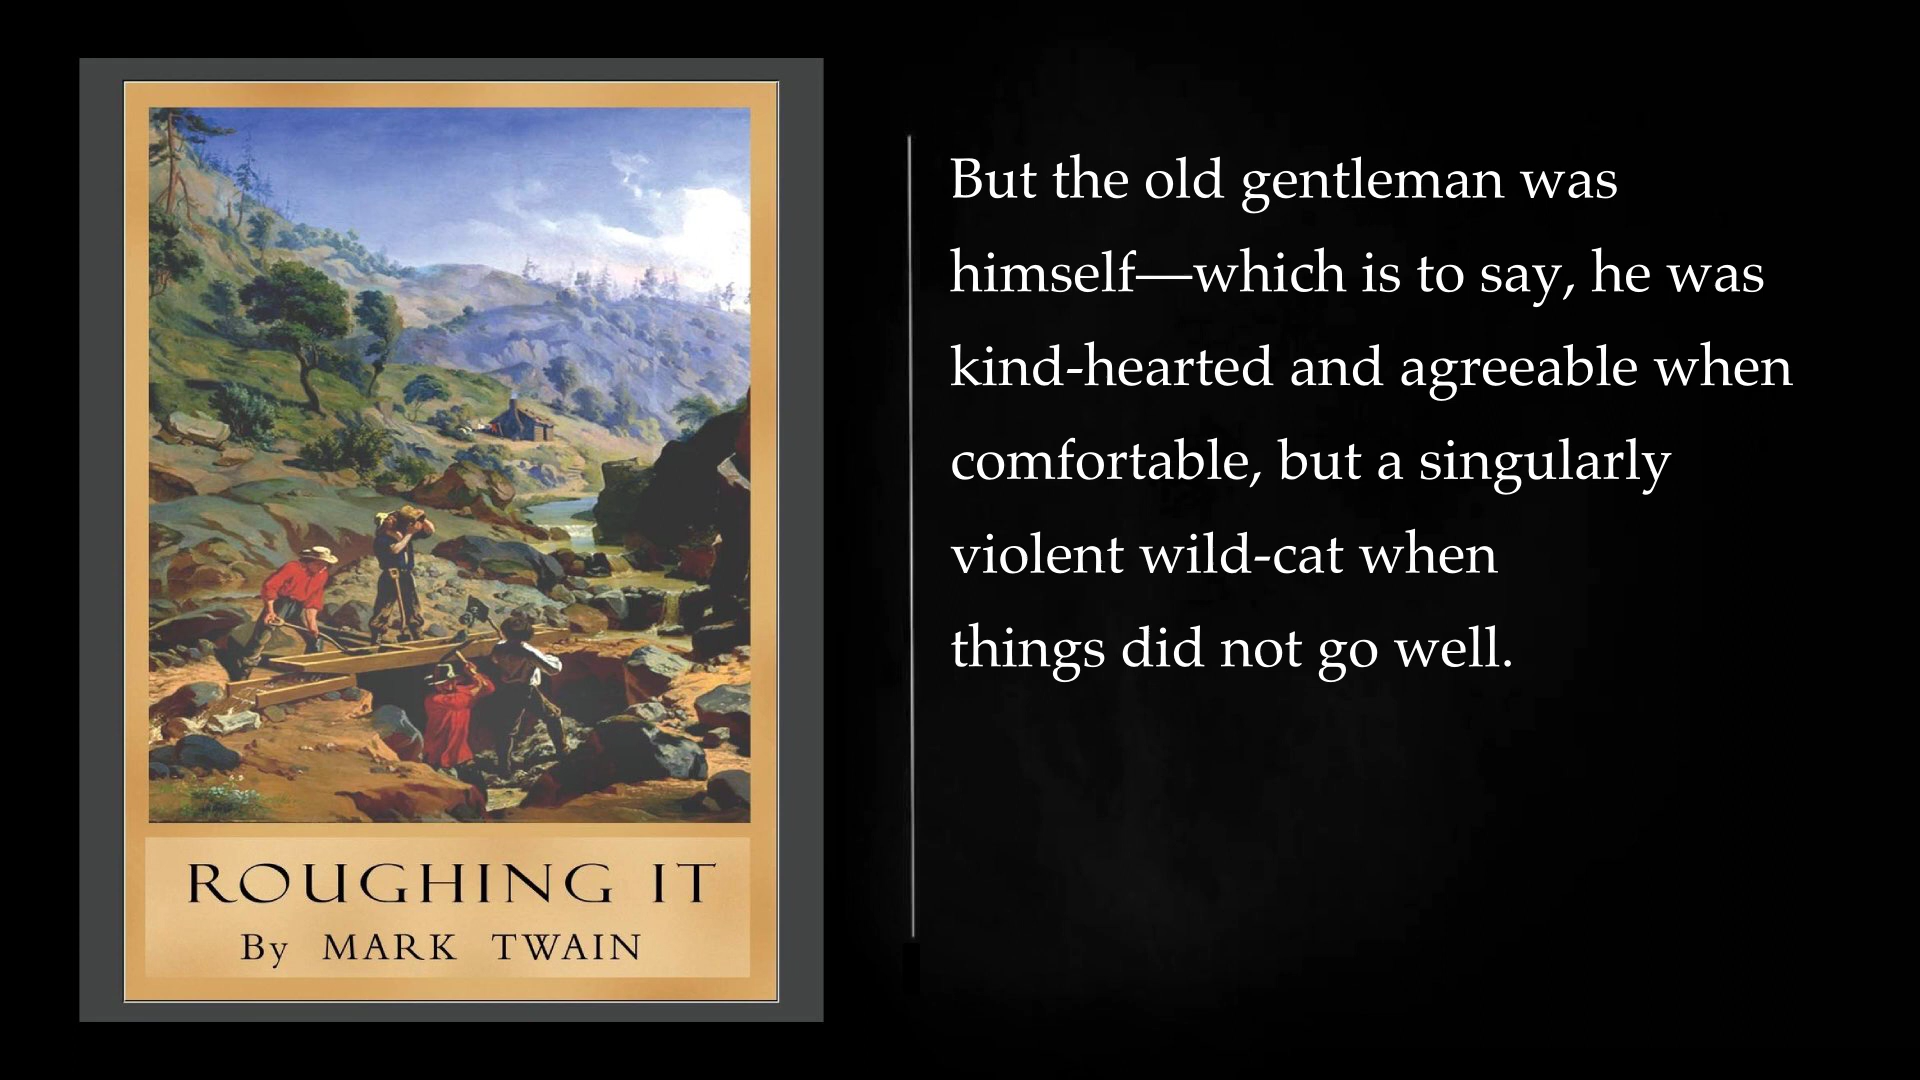 ROUGHING IT
By MARK TWAIN
But the old gentleman was
himself—which is to say, he was
kind-hearted and agreeable when
comfortable, but a singularly
violent wild-cat when
things did not go well.